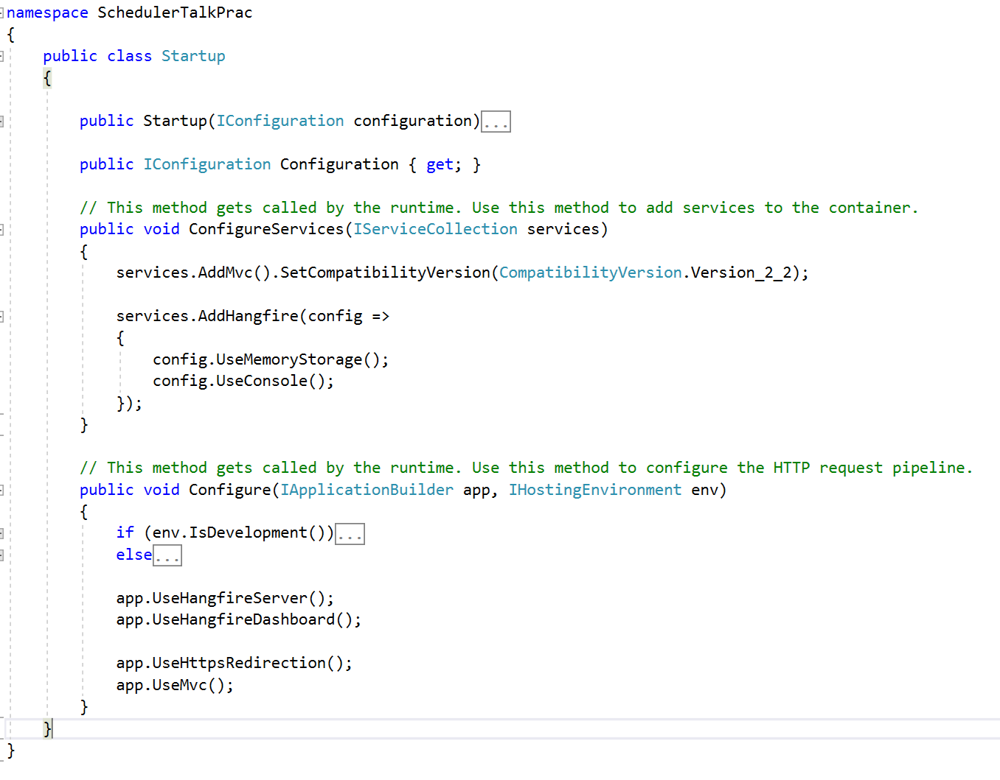 namespace SchedulerTalkPrac
{
public class Startup
{
public Startup(IConfiguration configuration)...
public IConfiguration Configuration { get; }
// This method gets called by the runtime. Use this method to add services to the container.
public void ConfigureServices(IServiceCollection services)
{
services.AddMvc().SetCompatibilityVersion(CompatibilityVersion.Version_2_2);
services.AddHangfire(config =>
{
config.UseMemoryStorage();
config.UseConsole();
});
}
// This method gets called by the runtime. Use this method to configure the HTTP request pipeline.
public void Configure(IApplicationBuilder app, IHostingEnvironment env)
{
if (env.IsDevelopment())...
else...
app.UseHangfireServer();
app.UseHangfireDashboard();
app.UseHttpsRedirection();
app.UseMvc();
}
}
}